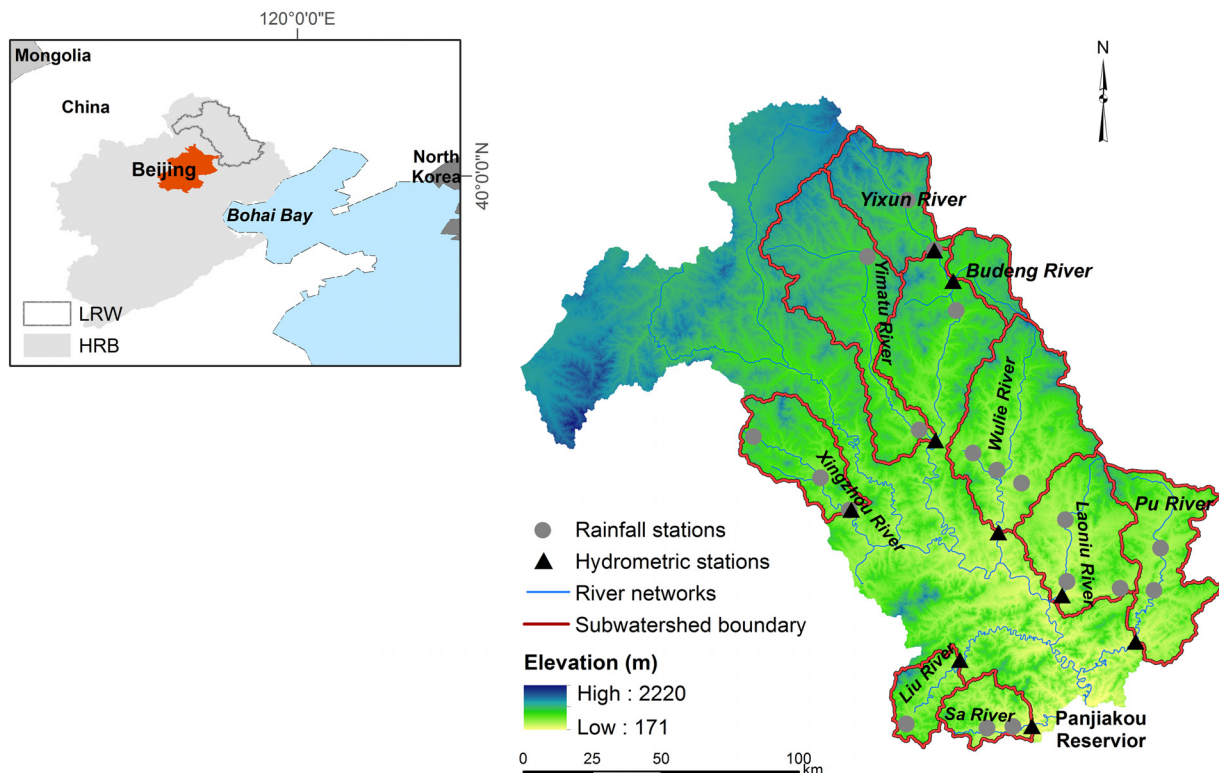 120°0'0"E
Mongolia
China
Beijing
North
Korea
40°0'0"N
Bohai Bay
LRW
HRB
N
Yixun River
Budeng River
Yimatu River
Wulie River
Xingzhou River
Laoniu River
Pu River
Liu River
Sa River
Panjiakou
Reservior
Rainfall stations
Hydrometric stations
River networks
Subwatershed boundary
Elevation (m)
High : 2220
Low : 171
0 25 50 100
km